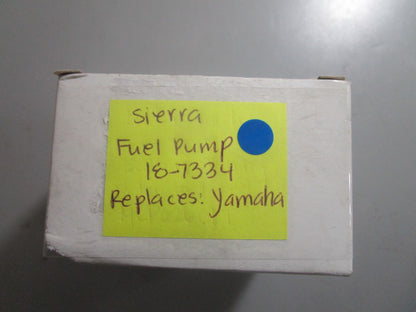 Sierra
Fuel Pump
18-7334
Replaces: Yamaha